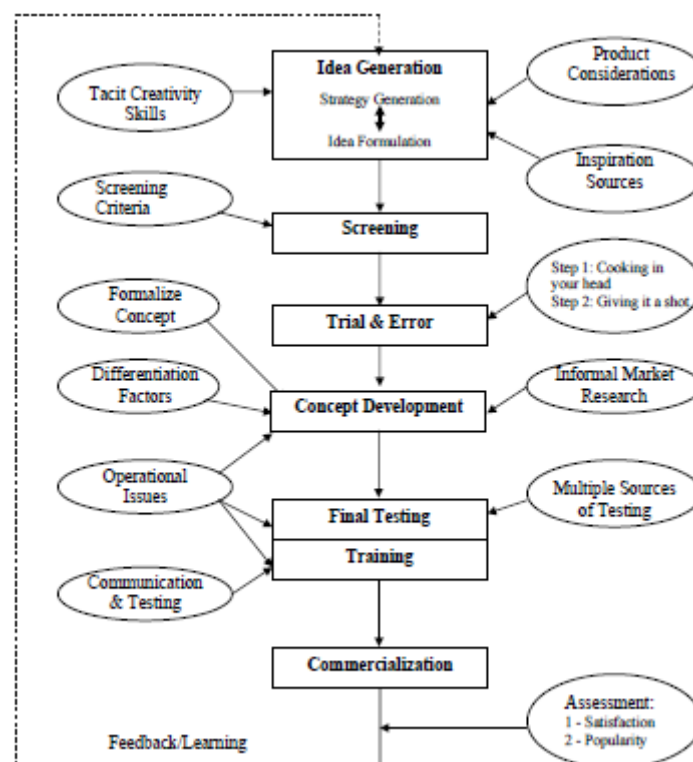 Idea Generation
Strategy Generation
Idea Formulation
Product
Considerations
Tacit Creativity
Skills
Inspiration
Sources
Screening
Criteria
Screening
Step 1: Cooking in
your head
Step 2: Giving it a shot
Formalize
Concept
Trial & Error
Differentiation
Factors
Concept Development
Informal Market
Research
Operational
Issues
Final Testing
Multiple Sources
of Testing
Training
Communication
& Testing
Commercialization
Assessment:
1 - Satisfaction
2 - Popularity
Feedback/Learning